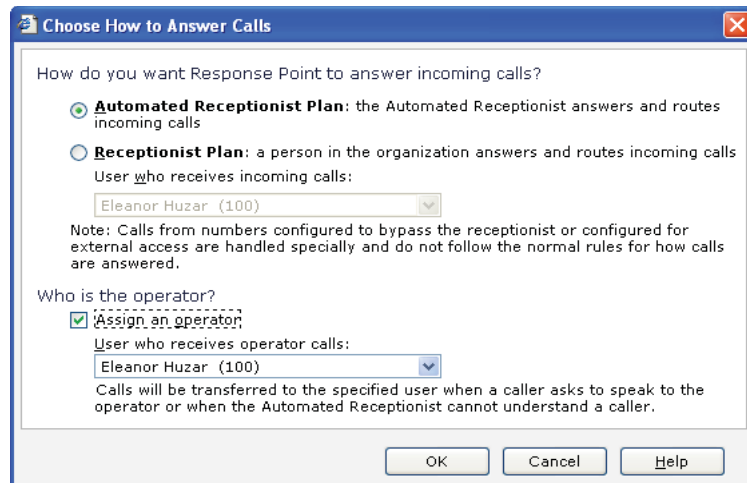 Choose How to Answer Calls
How do you want Response Point to answer incoming calls?
Automated Receptionist Plan: the Automated Receptionist answers and routes
incoming calls
Receptionist Plan: a person in the organization answers and routes incoming calls
User who receives incoming calls:
Eleanor Huzar (100)
Note: Calls from numbers configured to bypass the receptionist or configured for
external access are handled specially and do not follow the normal rules for how calls
are answered.
Who is the operator?
Assign an operator
User who receives operator calls:
Eleanor Huzar (100)
Calls will be transferred to the specified user when a caller asks to speak to the
operator or when the Automated Receptionist cannot understand a caller.
OK Cancel Help